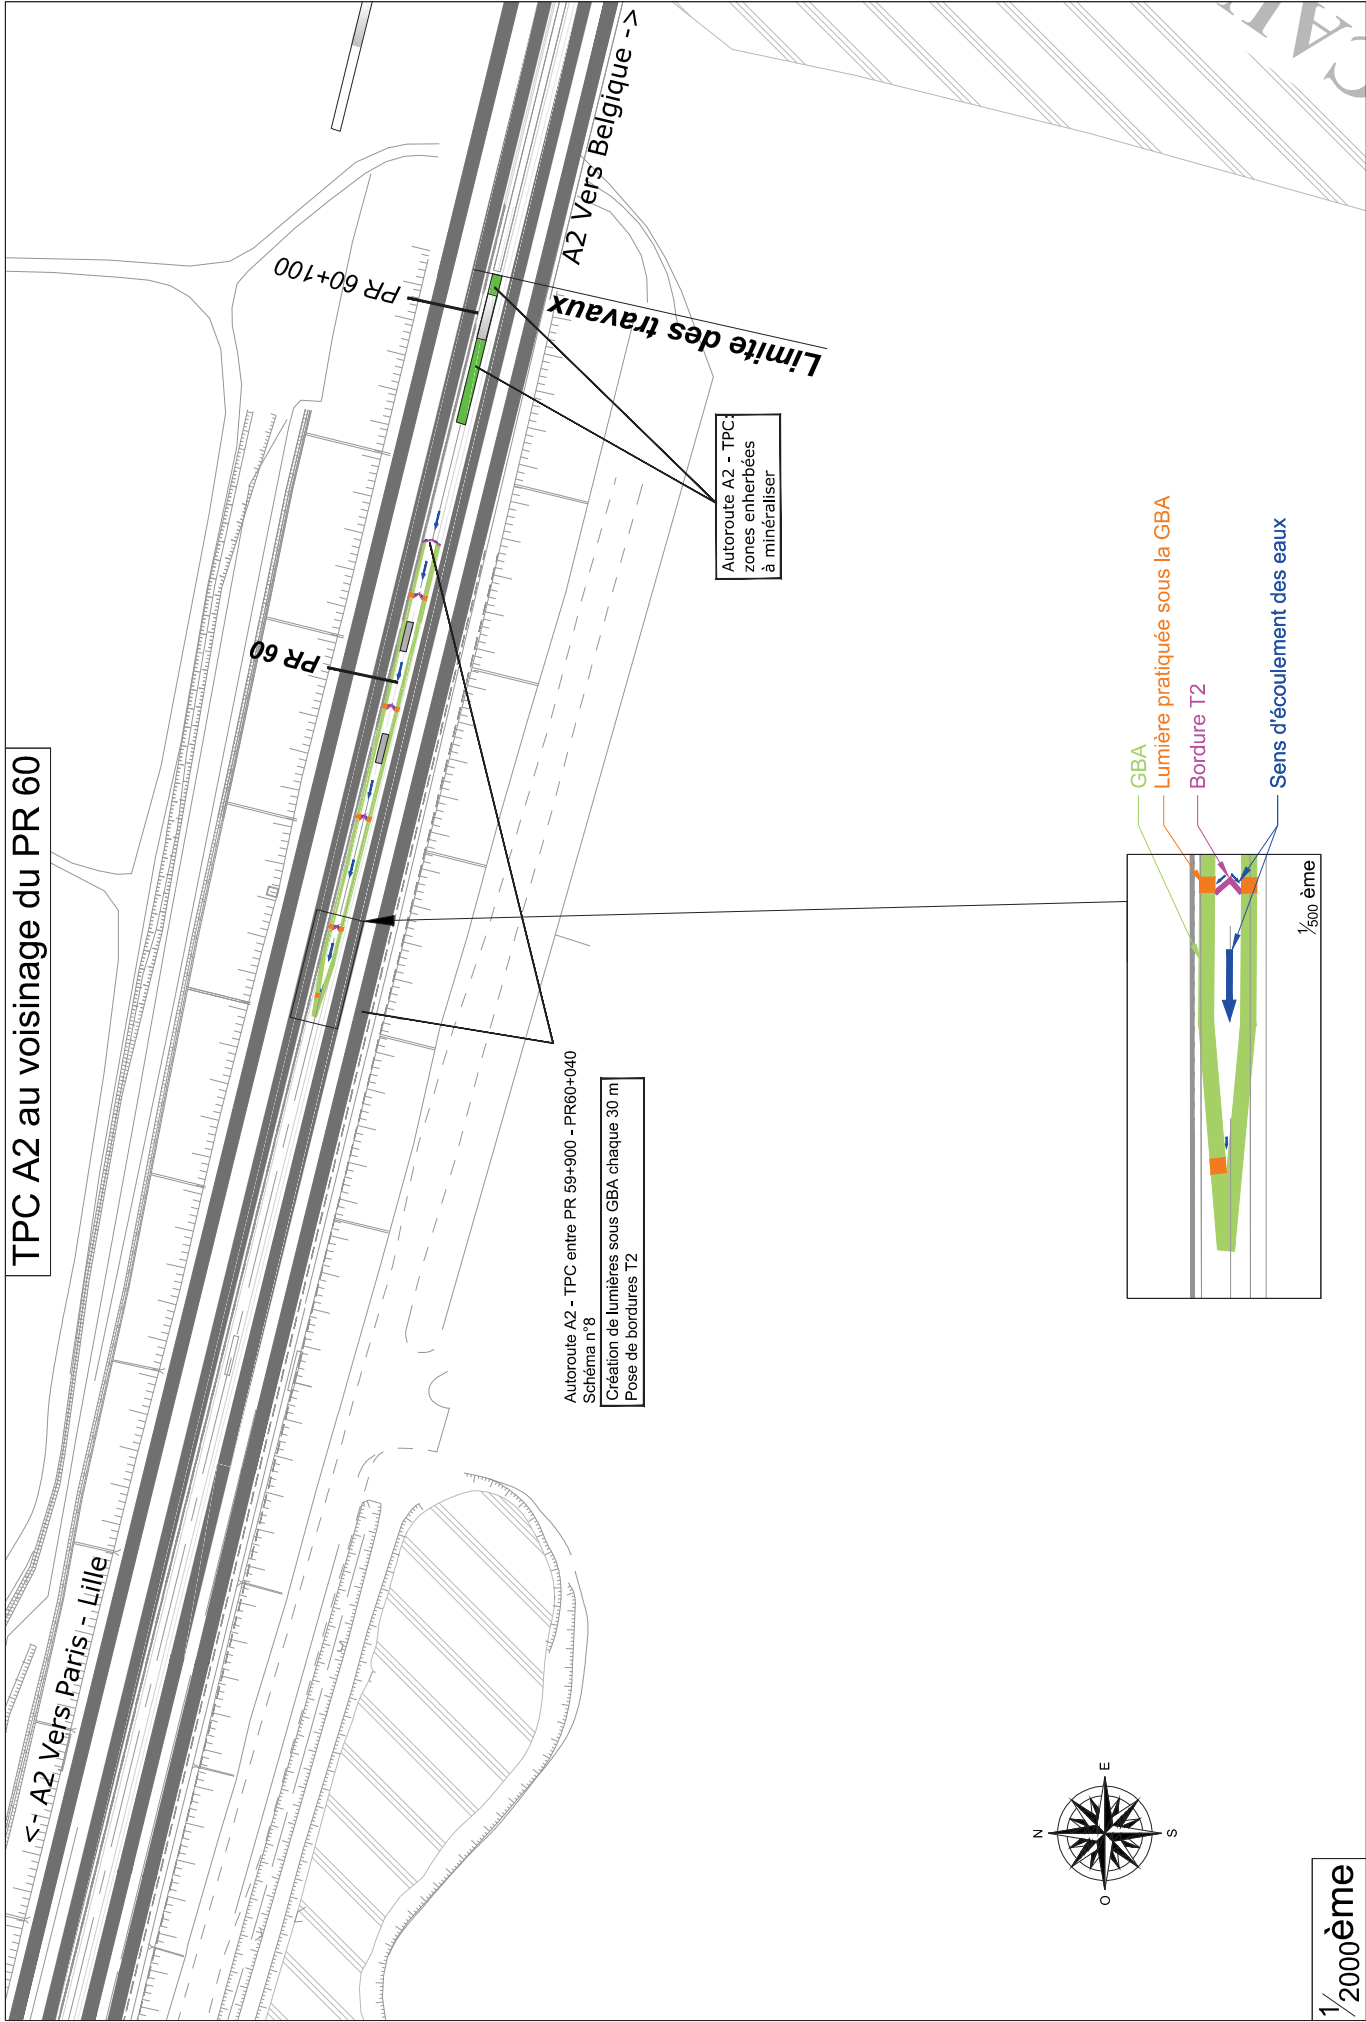 TPC A2 au voisinage du PR 60
<- A2 Vers Paris - Lille
A2 Vers Belgique ->
PR 60
PR 60+100
Limite des travaux
Autoroute A2 - TPC:
zones enherbées
à minéraliser
Autoroute A2 - TPC entre PR 59+900 - PR60+040
Schéma n°8
Création de lumières sous GBA chaque 30 m
Pose de bordures T2
GBA
Lumière pratiquée sous la GBA
Bordure T2
Sens d'écoulement des eaux
1/500 ème
N
O
E
S
1/2000ème